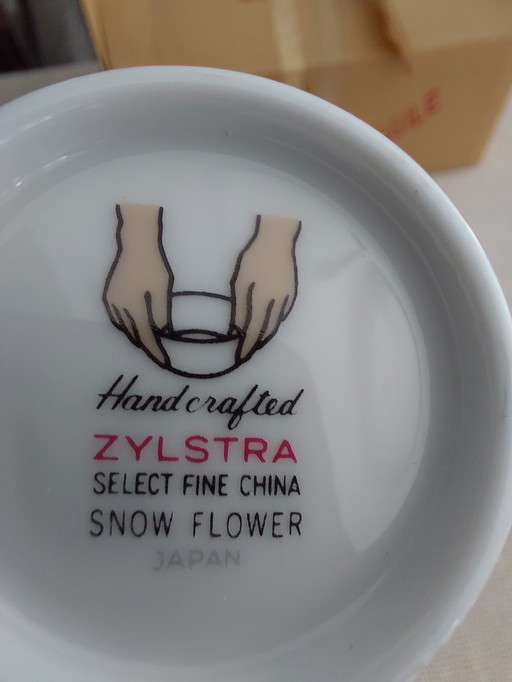 Handcrafted
ZYLSTRA
SELECT FINE CHINA
SNOW FLOWER
JAPAN